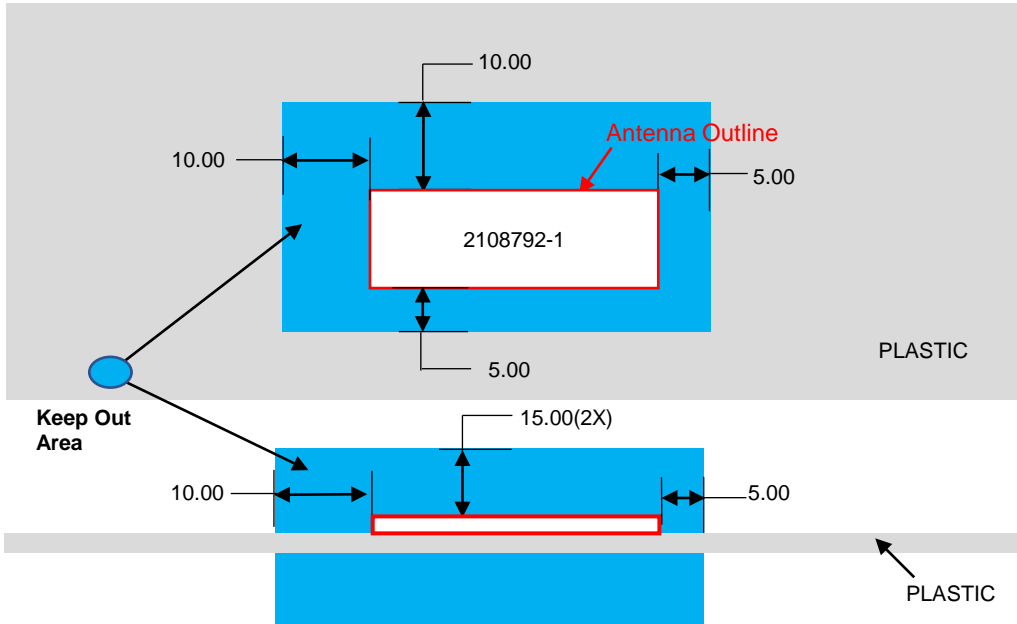 10.00
Antenna Outline
10.00
5.00
2108792-1
PLASTIC
5.00
Keep Out
Area
15.00(2X)
10.00
5.00
PLASTIC